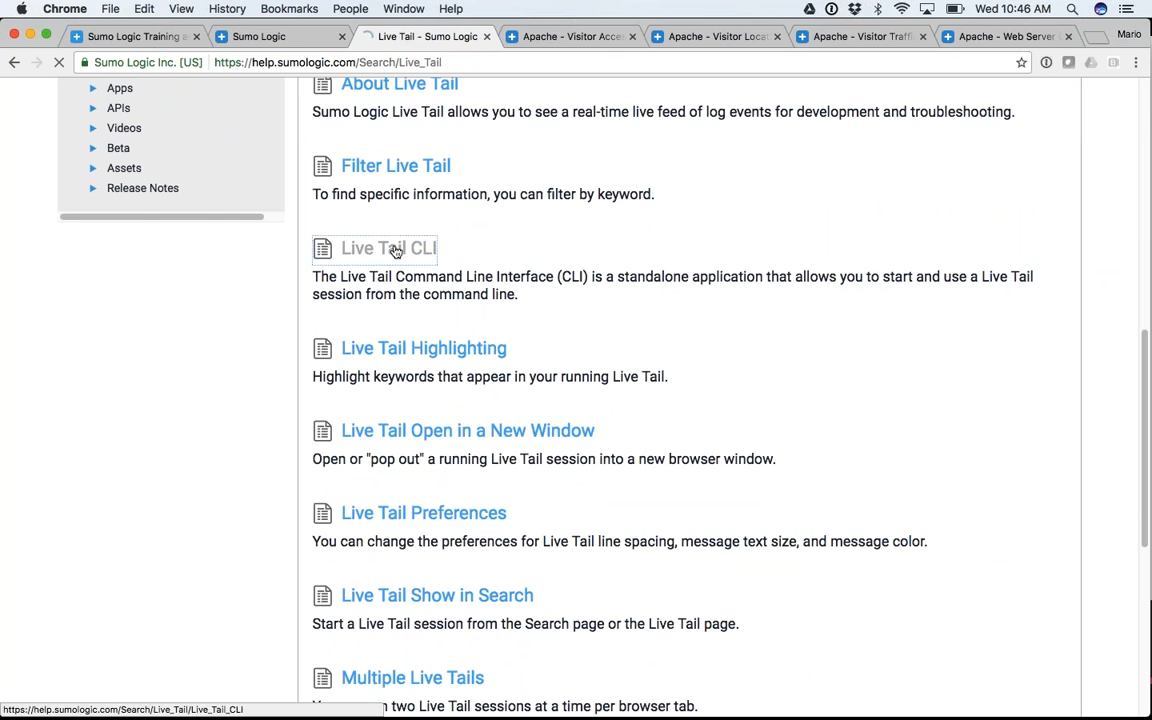 Chrome File Edit View History Bookmarks People Window Help Wed 10:46 AM
Sumo Logic Training a
Sumo Logic
Live Tail - Sumo Logic
Apache - Visitor Acces
Apache - Visitor Locat
Apache - Visitor Traffi
Apache - Web Server
Mario
Sumo Logic Inc. [US] https://help.sumologic.com/Search/Live_Tail
Apps
APIs
Videos
Beta
Assets
Release Notes
About Live Tail
Sumo Logic Live Tail allows you to see a real-time live feed of log events for development and troubleshooting.
Filter Live Tail
To find specific information, you can filter by keyword.
Live Tail CLI
The Live Tail Command Line Interface (CLI) is a standalone application that allows you to start and use a Live Tail
session from the command line.
Live Tail Highlighting
Highlight keywords that appear in your running Live Tail.
Live Tail Open in a New Window
Open or "pop out" a running Live Tail session into a new browser window.
Live Tail Preferences
You can change the preferences for Live Tail line spacing, message text size, and message color.
Live Tail Show in Search
Start a Live Tail session from the Search page or the Live Tail page.
Multiple Live Tails
two Live Tail sessions at a time per browser tab.
https://help.sumologic.com/Search/Live_Tail/Live_Tail_CLI